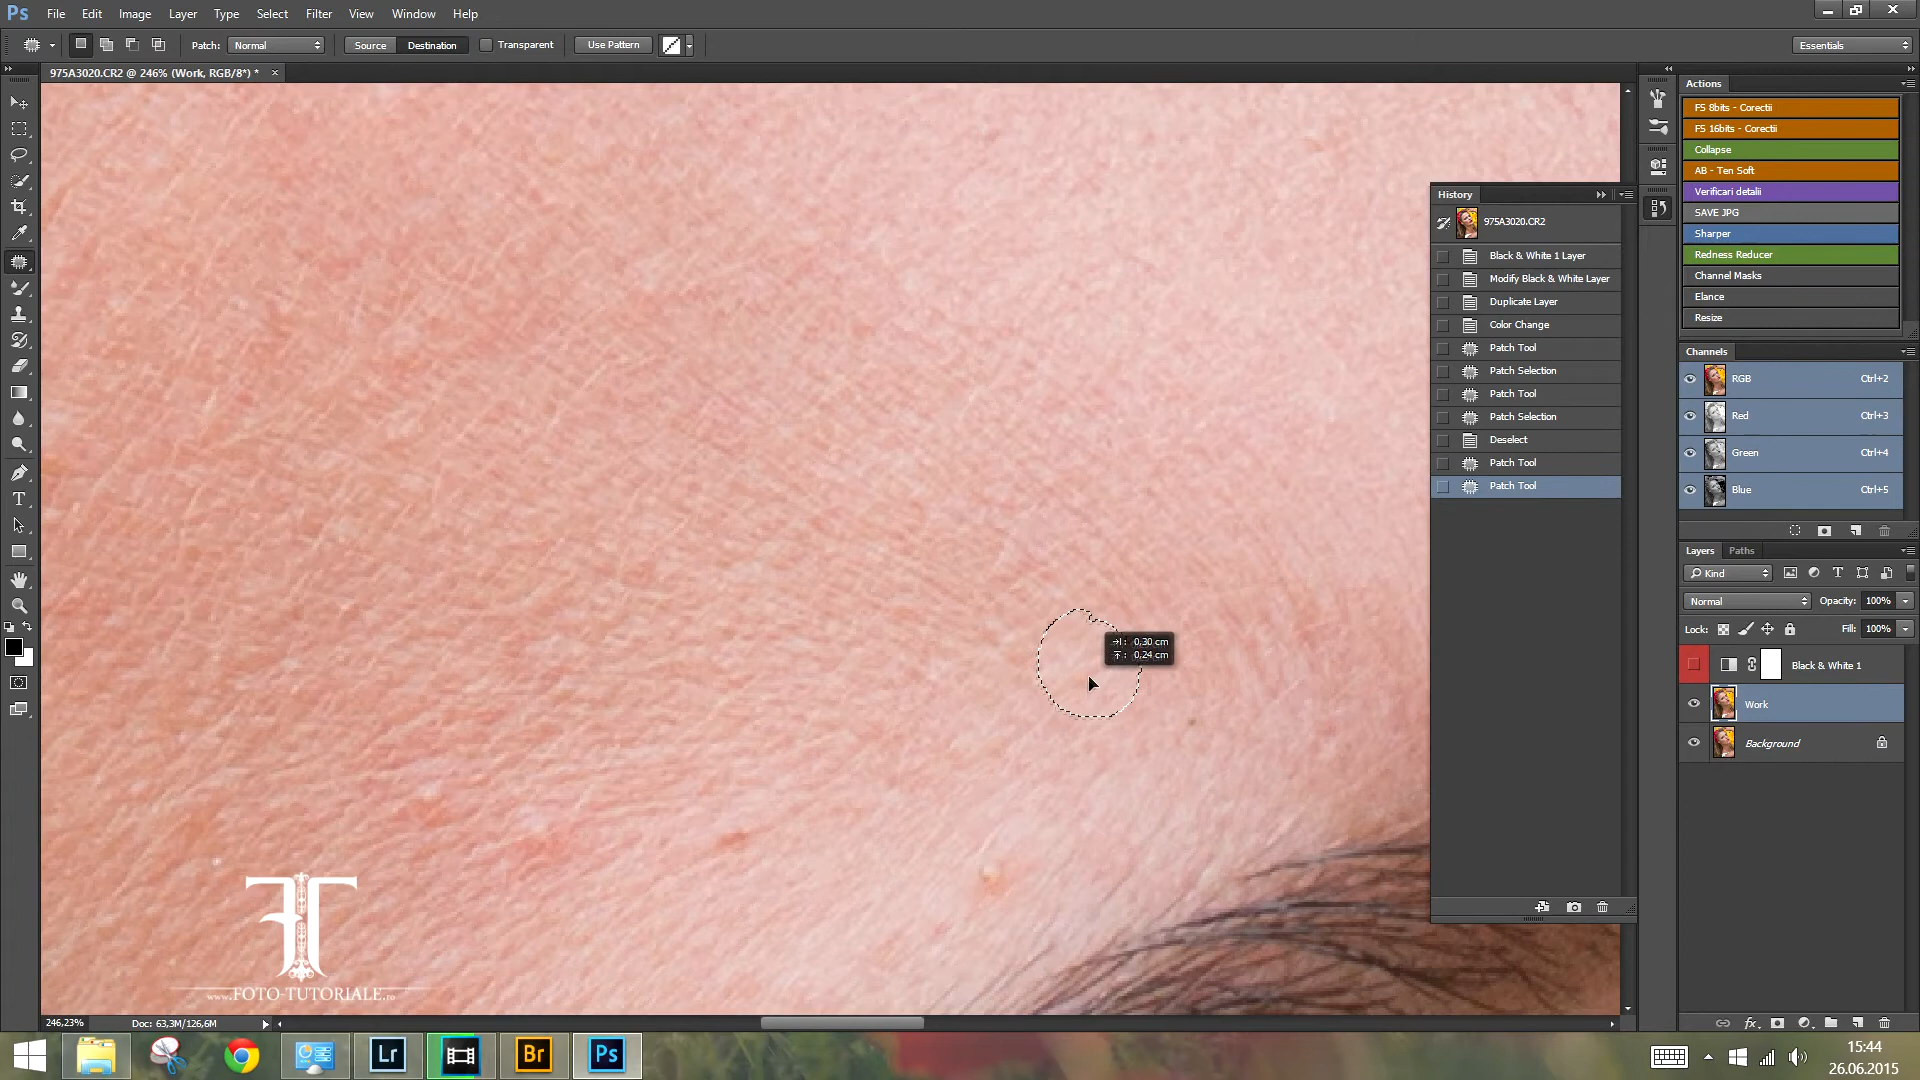 Ps File Edit Image Layer Type Select Filter 3D View Window Help
Patch: Normal Source Destination Transparent Use Pattern Essentials
975A3020.CR2 @ 246% (Work, RGB/8*) * ×
Actions
F5 8bits - Corectii
F5 16bits - Corectii
Collapse
AB - Ten Soft
Verificari detalii
SAVE JPG
Sharper
Redness Reducer
Channel Masks
Elance
Resize
History
975A3020.CR2
Black & White 1 Layer
Modify Black & White Layer
Duplicate Layer
Color Change
Patch Tool
Patch Selection
Patch Tool
Patch Selection
Deselect
Patch Tool
Patch Tool
Channels
RGB Ctrl+2
Red Ctrl+3
Green Ctrl+4
Blue Ctrl+5
Layers Paths
Kind
Normal Opacity: 100%
Lock: Fill: 100%
Black & White 1
Work
Background
0,30 cm
0,24 cm
FT
www.FOTO-TUTORIALE.ro
246,23% Doc: 63,3M/126,6M
Lr Br Ps
15:44
26.06.2015